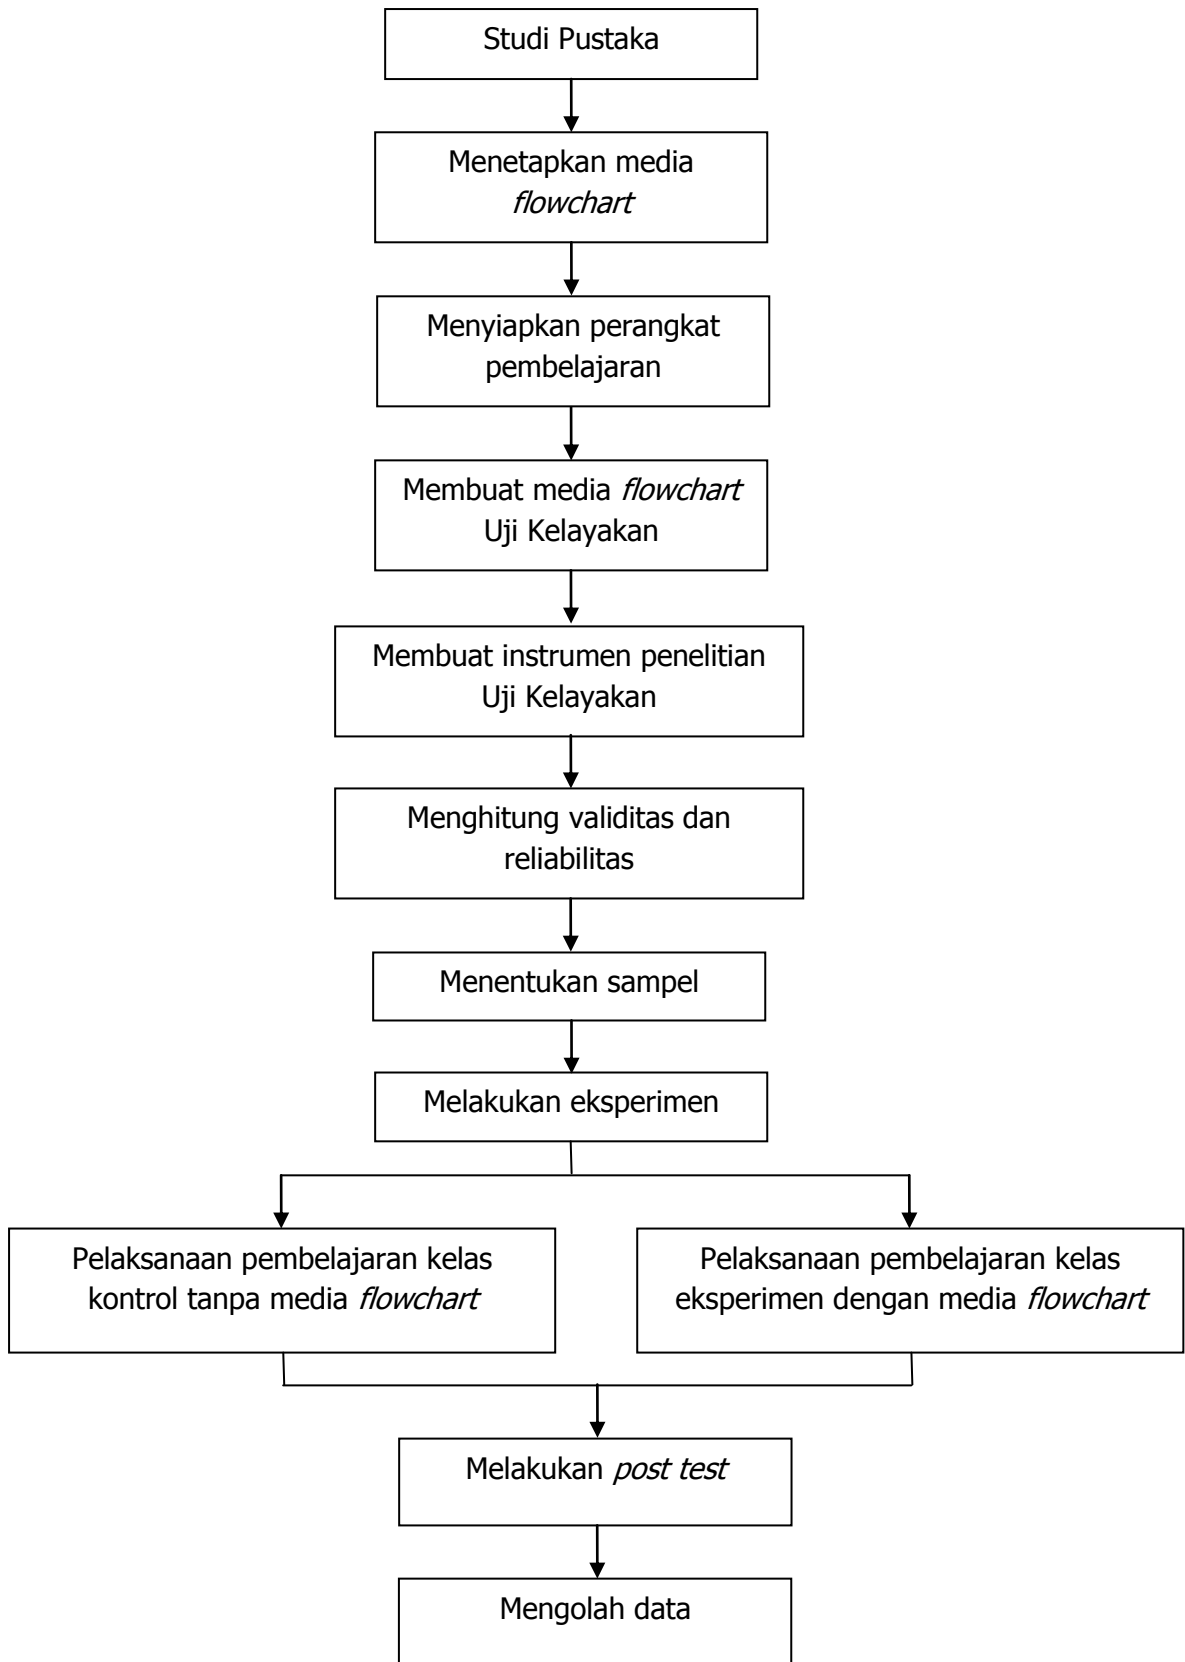 Studi Pustaka
Menetapkan media
flowchart
Menyiapkan perangkat
pembelajaran
Membuat media flowchart
Uji Kelayakan
Membuat instrumen penelitian
Uji Kelayakan
Menghitung validitas dan
reliabilitas
Menentukan sampel
Melakukan eksperimen
Pelaksanaan pembelajaran kelas
kontrol tanpa media flowchart
Pelaksanaan pembelajaran kelas
eksperimen dengan media flowchart
Melakukan post test
Mengolah data